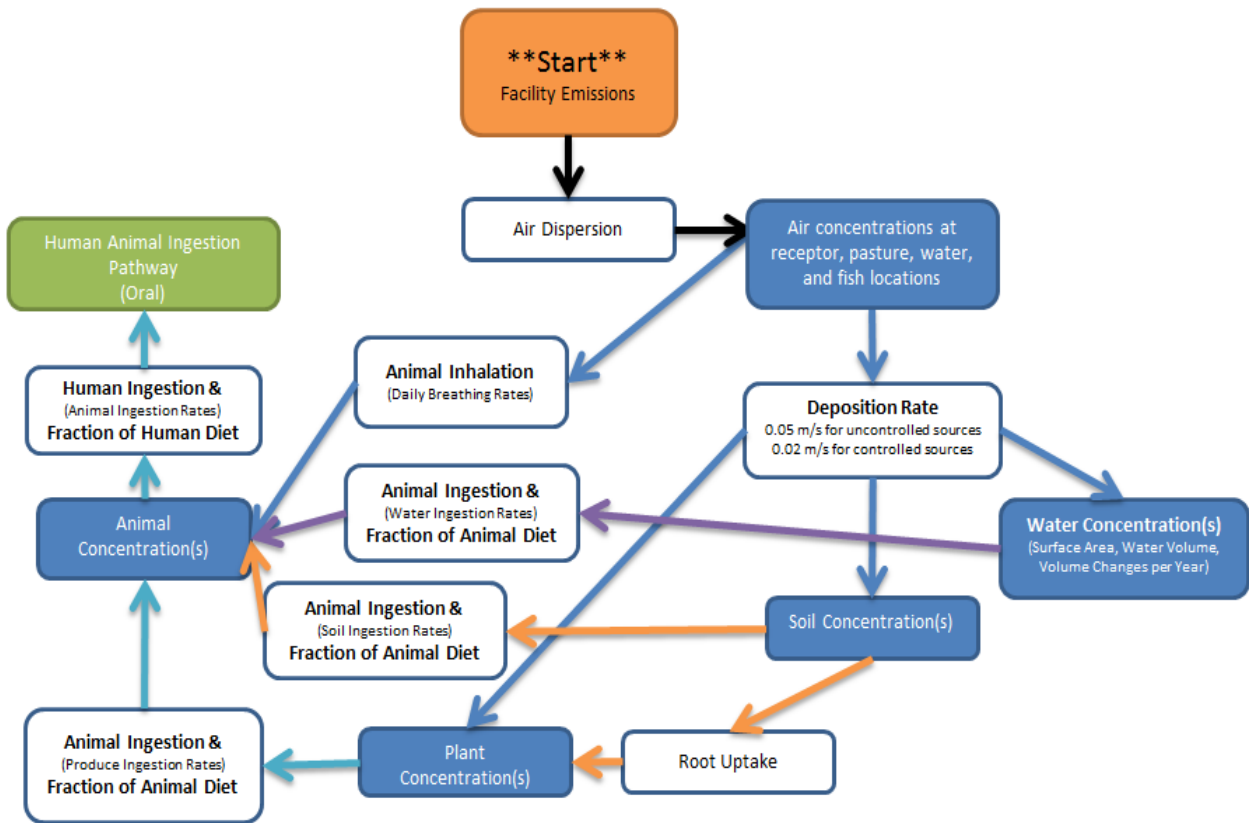 **Start**
Facility Emissions
Air Dispersion
Air concentrations at
receptor, pasture, water,
and fish locations
Human Animal Ingestion
Pathway
(Oral)
Animal Inhalation
(Daily Breathing Rates)
Human Ingestion &
(Animal Ingestion Rates)
Fraction of Human Diet
Deposition Rate
0.05 m/s for uncontrolled sources
0.02 m/s for controlled sources
Animal Ingestion &
(Water Ingestion Rates)
Fraction of Animal Diet
Animal
Concentration(s)
Water Concentration(s)
(Surface Area, Water Volume,
Volume Changes per Year)
Animal Ingestion &
(Soil Ingestion Rates)
Fraction of Animal Diet
Soil Concentration(s)
Animal Ingestion &
(Produce Ingestion Rates)
Fraction of Animal Diet
Plant
Concentration(s)
Root Uptake